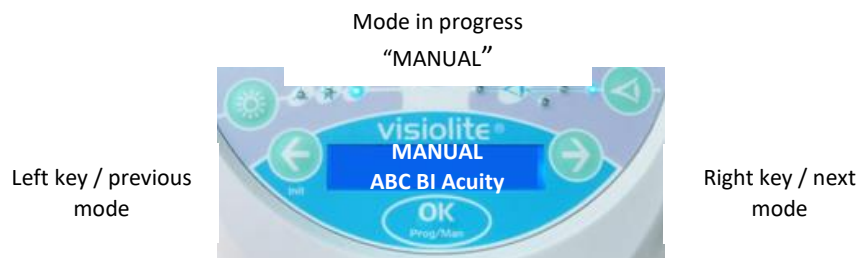 Mode in progress
“MANUAL”
visiolite®
MANUAL
ABC BI Acuity
Left key / previous
mode
Right key / next
mode
Init
OK
Prog/Man